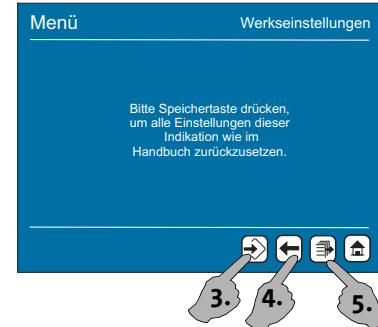 Menü
Werkseinstellungen
Bitte Speichertaste drücken,
um alle Einstellungen dieser
Indikation wie im
Handbuch zurückzusetzen.
3.
4.
5.